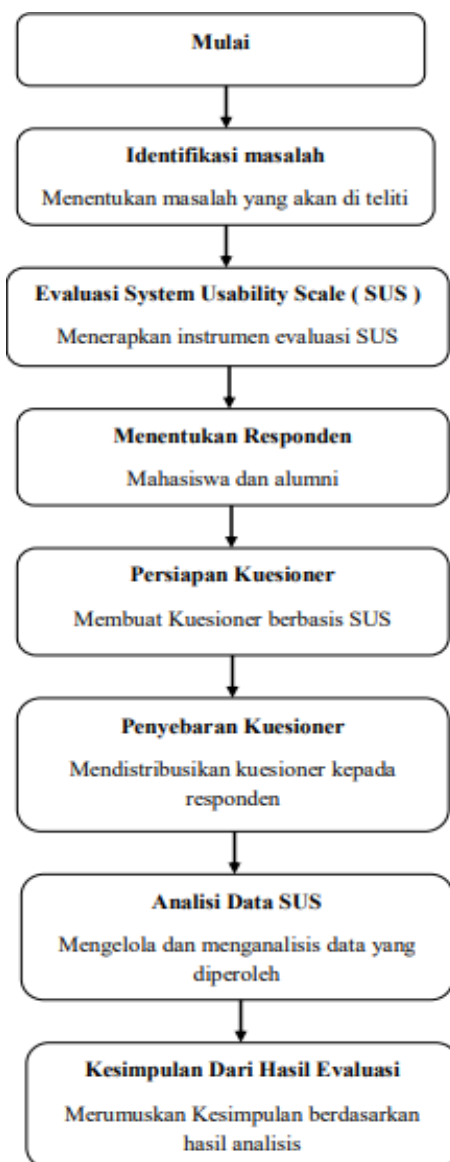 Mulai
Identifikasi masalah
Menentukan masalah yang akan di teliti
Evaluasi System Usability Scale ( SUS )
Menerapkan instrumen evaluasi SUS
Menentukan Responden
Mahasiswa dan alumni
Persiapan Kuesioner
Membuat Kuesioner berbasis SUS
Penyebaran Kuesioner
Mendistribusikan kuesioner kepada
responden
Analisi Data SUS
Mengelola dan menganalisis data yang
diperoleh
Kesimpulan Dari Hasil Evaluasi
Merumuskan Kesimpulan berdasarkan
hasil analisis